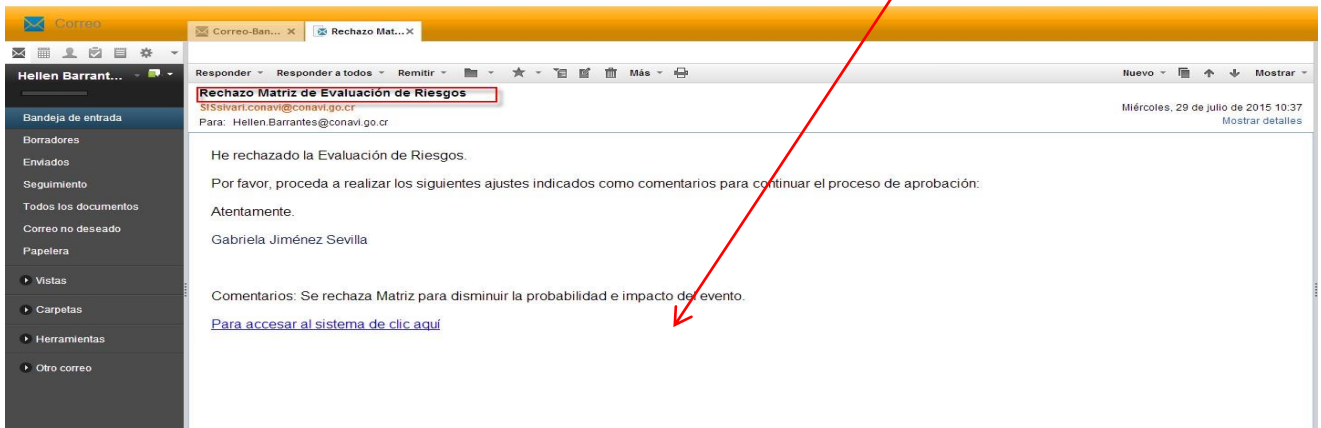 Correo
Correo-Ban... X
Rechazo Mat...X
Hellen Barrant...
Responder
Responder a todos
Remitir
Más
Nuevo
Mostrar
Rechazo Matriz de Evaluación de Riesgos
SISsivari.conavi@conavi.go.cr
Miércoles, 29 de julio de 2015 10:37
Para: Hellen.Barrantes@conavi.go.cr
Mostrar detalles
Bandeja de entrada
Borradores
Enviados
Seguimiento
Todos los documentos
Correo no deseado
Papelera
Vistas
Carpetas
Herramientas
Otro correo
He rechazado la Evaluación de Riesgos.
Por favor, proceda a realizar los siguientes ajustes indicados como comentarios para continuar el proceso de aprobación:
Atentamente.
Gabriela Jiménez Sevilla
Comentarios: Se rechaza Matriz para disminuir la probabilidad e impacto del evento.
Para accesar al sistema de clic aquí